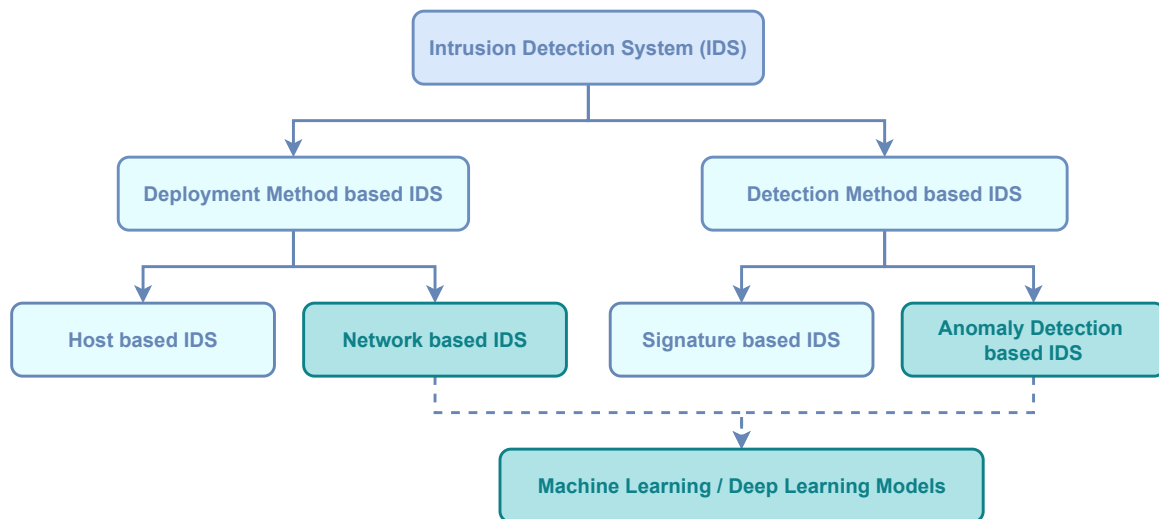 Intrusion Detection System (IDS)
Deployment Method based IDS
Detection Method based IDS
Host based IDS
Network based IDS
Signature based IDS
Anomaly Detection
based IDS
Machine Learning / Deep Learning Models